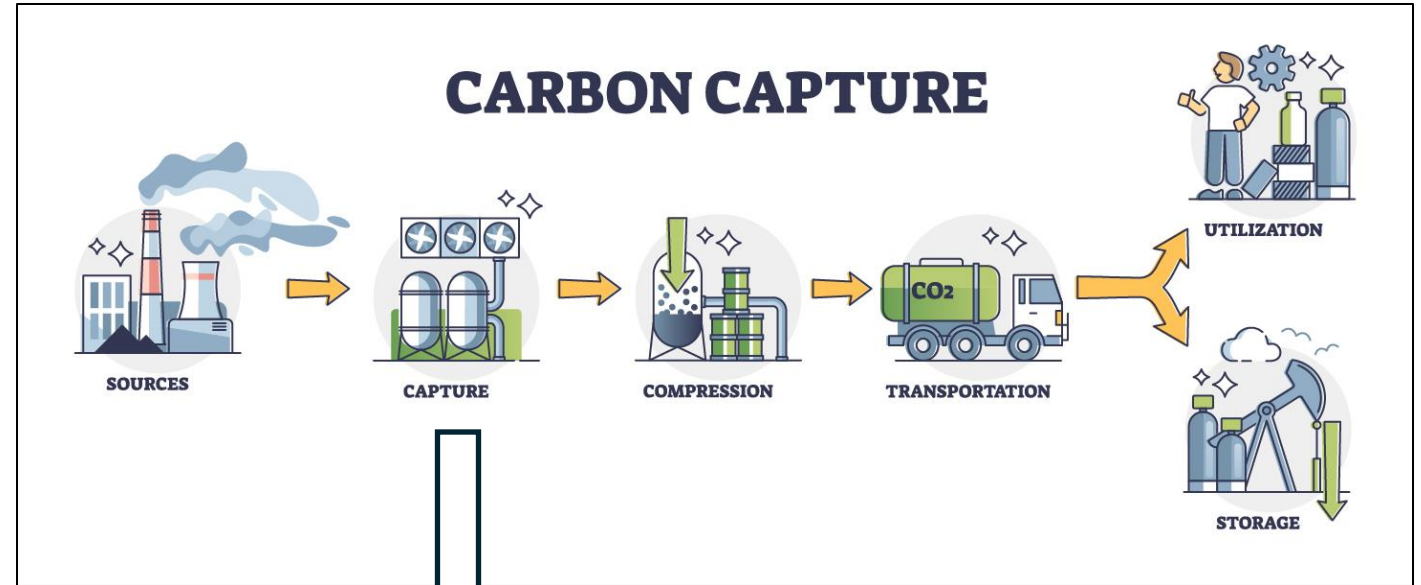 CARBON CAPTURE
SOURCES
CAPTURE
COMPRESSION
CO2
TRANSPORTATION
UTILIZATION
STORAGE